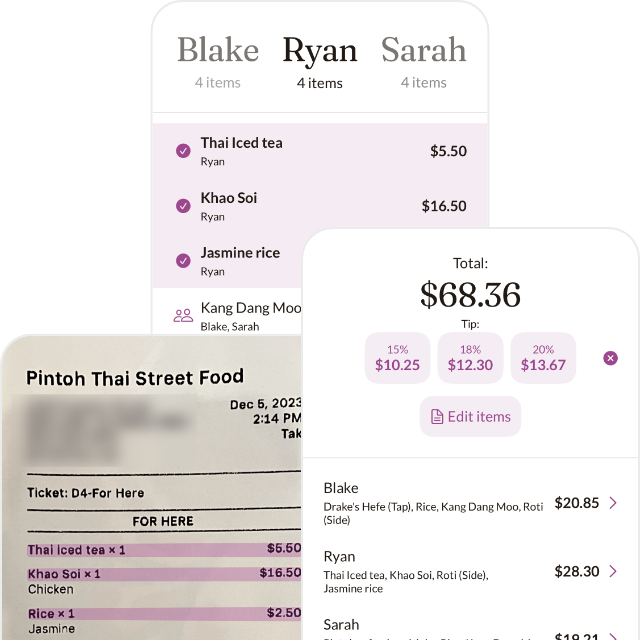 Blake Ryan Sarah
4 items 4 items 4 items
Thai Iced tea $5.50
Ryan
Khao Soi $16.50
Ryan
Jasmine rice
Ryan
Kang Dang Moo
Blake, Sarah
Total:
$68.36
Tip:
15% 18% 20%
$10.25 $12.30 $13.67
Edit items
Blake
Drake's Hefe (Tap), Rice, Kang Dang Moo, Roti
(Side)
$20.85
Ryan
Thai Iced tea, Khao Soi, Roti (Side),
Jasmine rice
$28.30
Sarah
Pintoh Thai Street Food
Dec 5, 2023
2:14 PM
Tak
Ticket: D4-For Here
FOR HERE
Thai iced tea × 1 $5.50
Khao Soi × 1 $16.50
Chicken
Rice × 1 $2.50
Jasmine